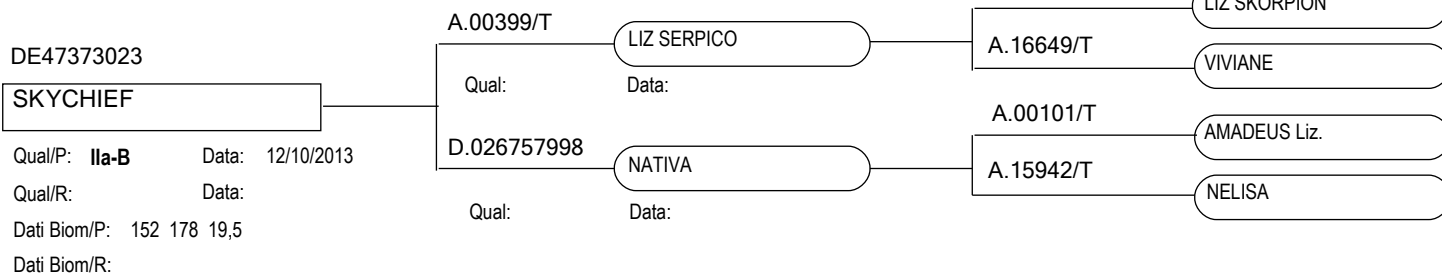 LIZ SKORPION
A.00399/T
LIZ SERPICO
A.16649/T
DE47373023
VIVIANE
Qual: Data:
SKYCHIEF
A.00101/T
AMADEUS Liz.
D.026757998
Qual/P: IIa-B Data: 12/10/2013
NATIVA
A.15942/T
Qual/R: Data:
NELISA
Qual: Data:
Dati Biom/P: 152 178 19,5
Dati Biom/R: